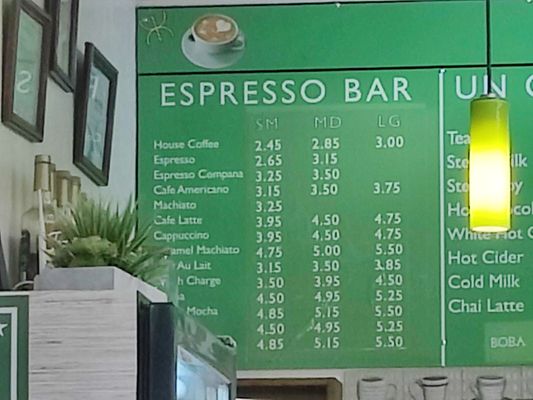 ESPRESSO BAR
SM MD LG
House Coffee 2.45 2.85 3.00
Espresso 2.65 3.15
Espresso Compana 3.25 3.50
Cafe Americano 3.15 3.50 3.75
Machiato 3.25
Cafe Latte 3.95 4.50 4.75
Cappuccino 3.95 4.50 4.75
ramel Machiato 4.75 5.00 5.50
Au Lait 3.15 3.50 3.85
Charge 3.50 3.95 4.50
4.50 4.95 5.25
Mocha 4.85 5.15 5.50
4.50 4.95 5.25
4.85 5.15 5.50
UN
Tea
Ste Milk
Ste
Ho
White Hot C
Hot Cider
Cold Milk
Chai Latte
BOBA